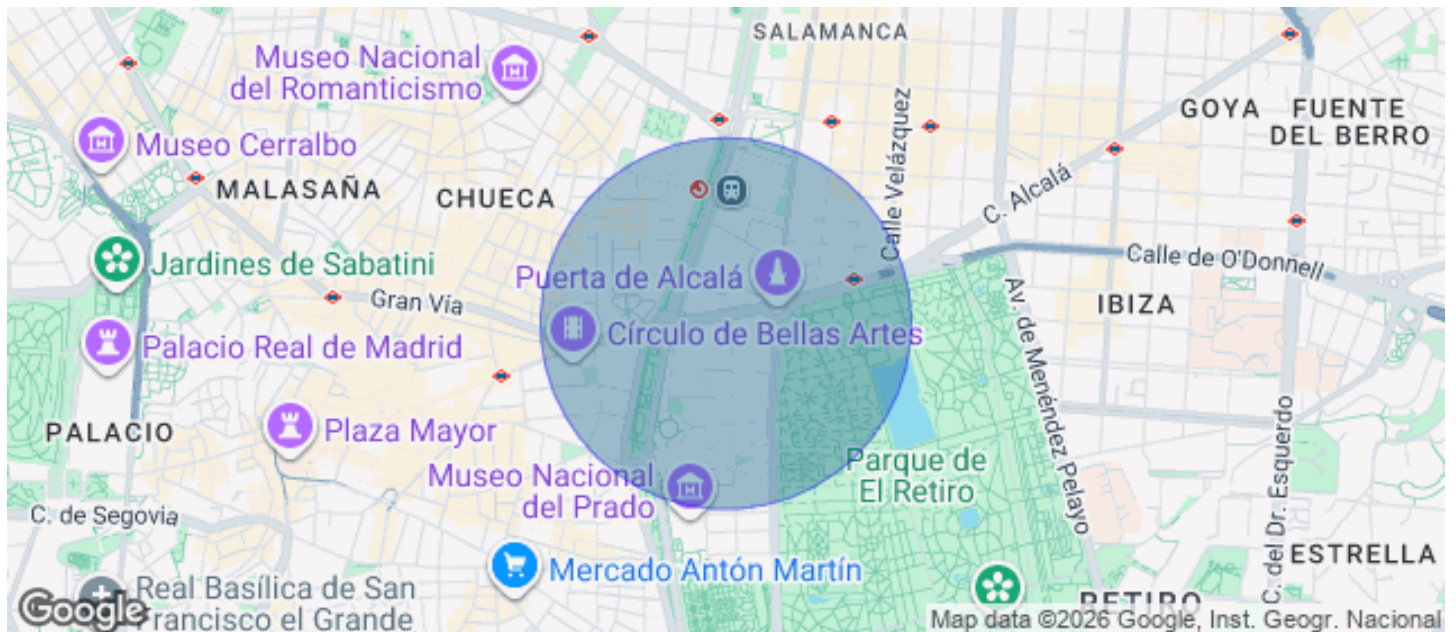 SALAMANCA
Museo Nacional
del Romanticismo
Calle Velázquez
GOYA
FUENTE
DEL BERRO
Museo Cerralbo
MALASAÑA
CHUECA
C. Alcalá
Jardines de Sabatini
Puerta de Alcalá
Calle de O'Donnell
Gran Vía
IBIZA
Av. de Menéndez Pelayo
Palacio Real de Madrid
Círculo de Bellas Artes
PALACIO
Plaza Mayor
C. del Dr. Esquerdo
Museo Nacional
del Prado
Parque de
El Retiro
C. de Segovia
ESTRELLA
Mercado Antón Martín
Real Basílica de San
Francisco el Grande
RETIRO
Google
Map data ©2026 Google, Inst. Geogr. Nacional